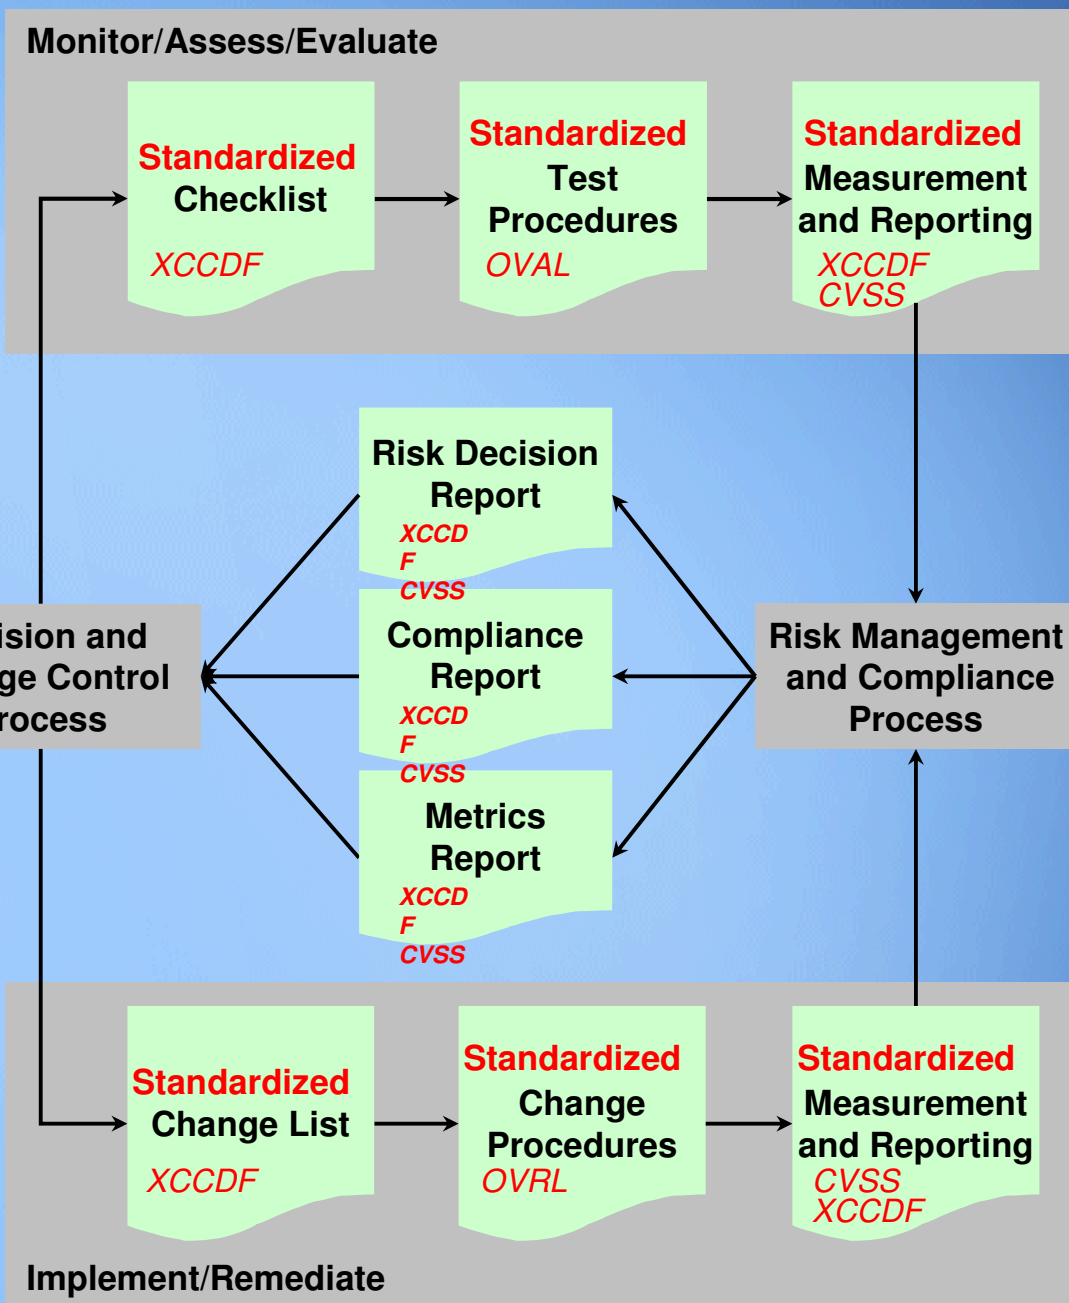 Monitor/Assess/Evaluate
Standardized
Checklist
XCCDF
Standardized
Test
Procedures
OVAL
Standardized
Measurement
and Reporting
XCCDF
CVSS
Risk Decision
Report
XCCD
F
CVSS
ision and
ge Control
rocess
Compliance
Report
XCCD
F
CVSS
Risk Management
and Compliance
Process
Metrics
Report
XCCD
F
CVSS
Standardized
Change List
XCCDF
Standardized
Change
Procedures
OVRL
Standardized
Measurement
and Reporting
CVSS
XCCDF
Implement/Remediate